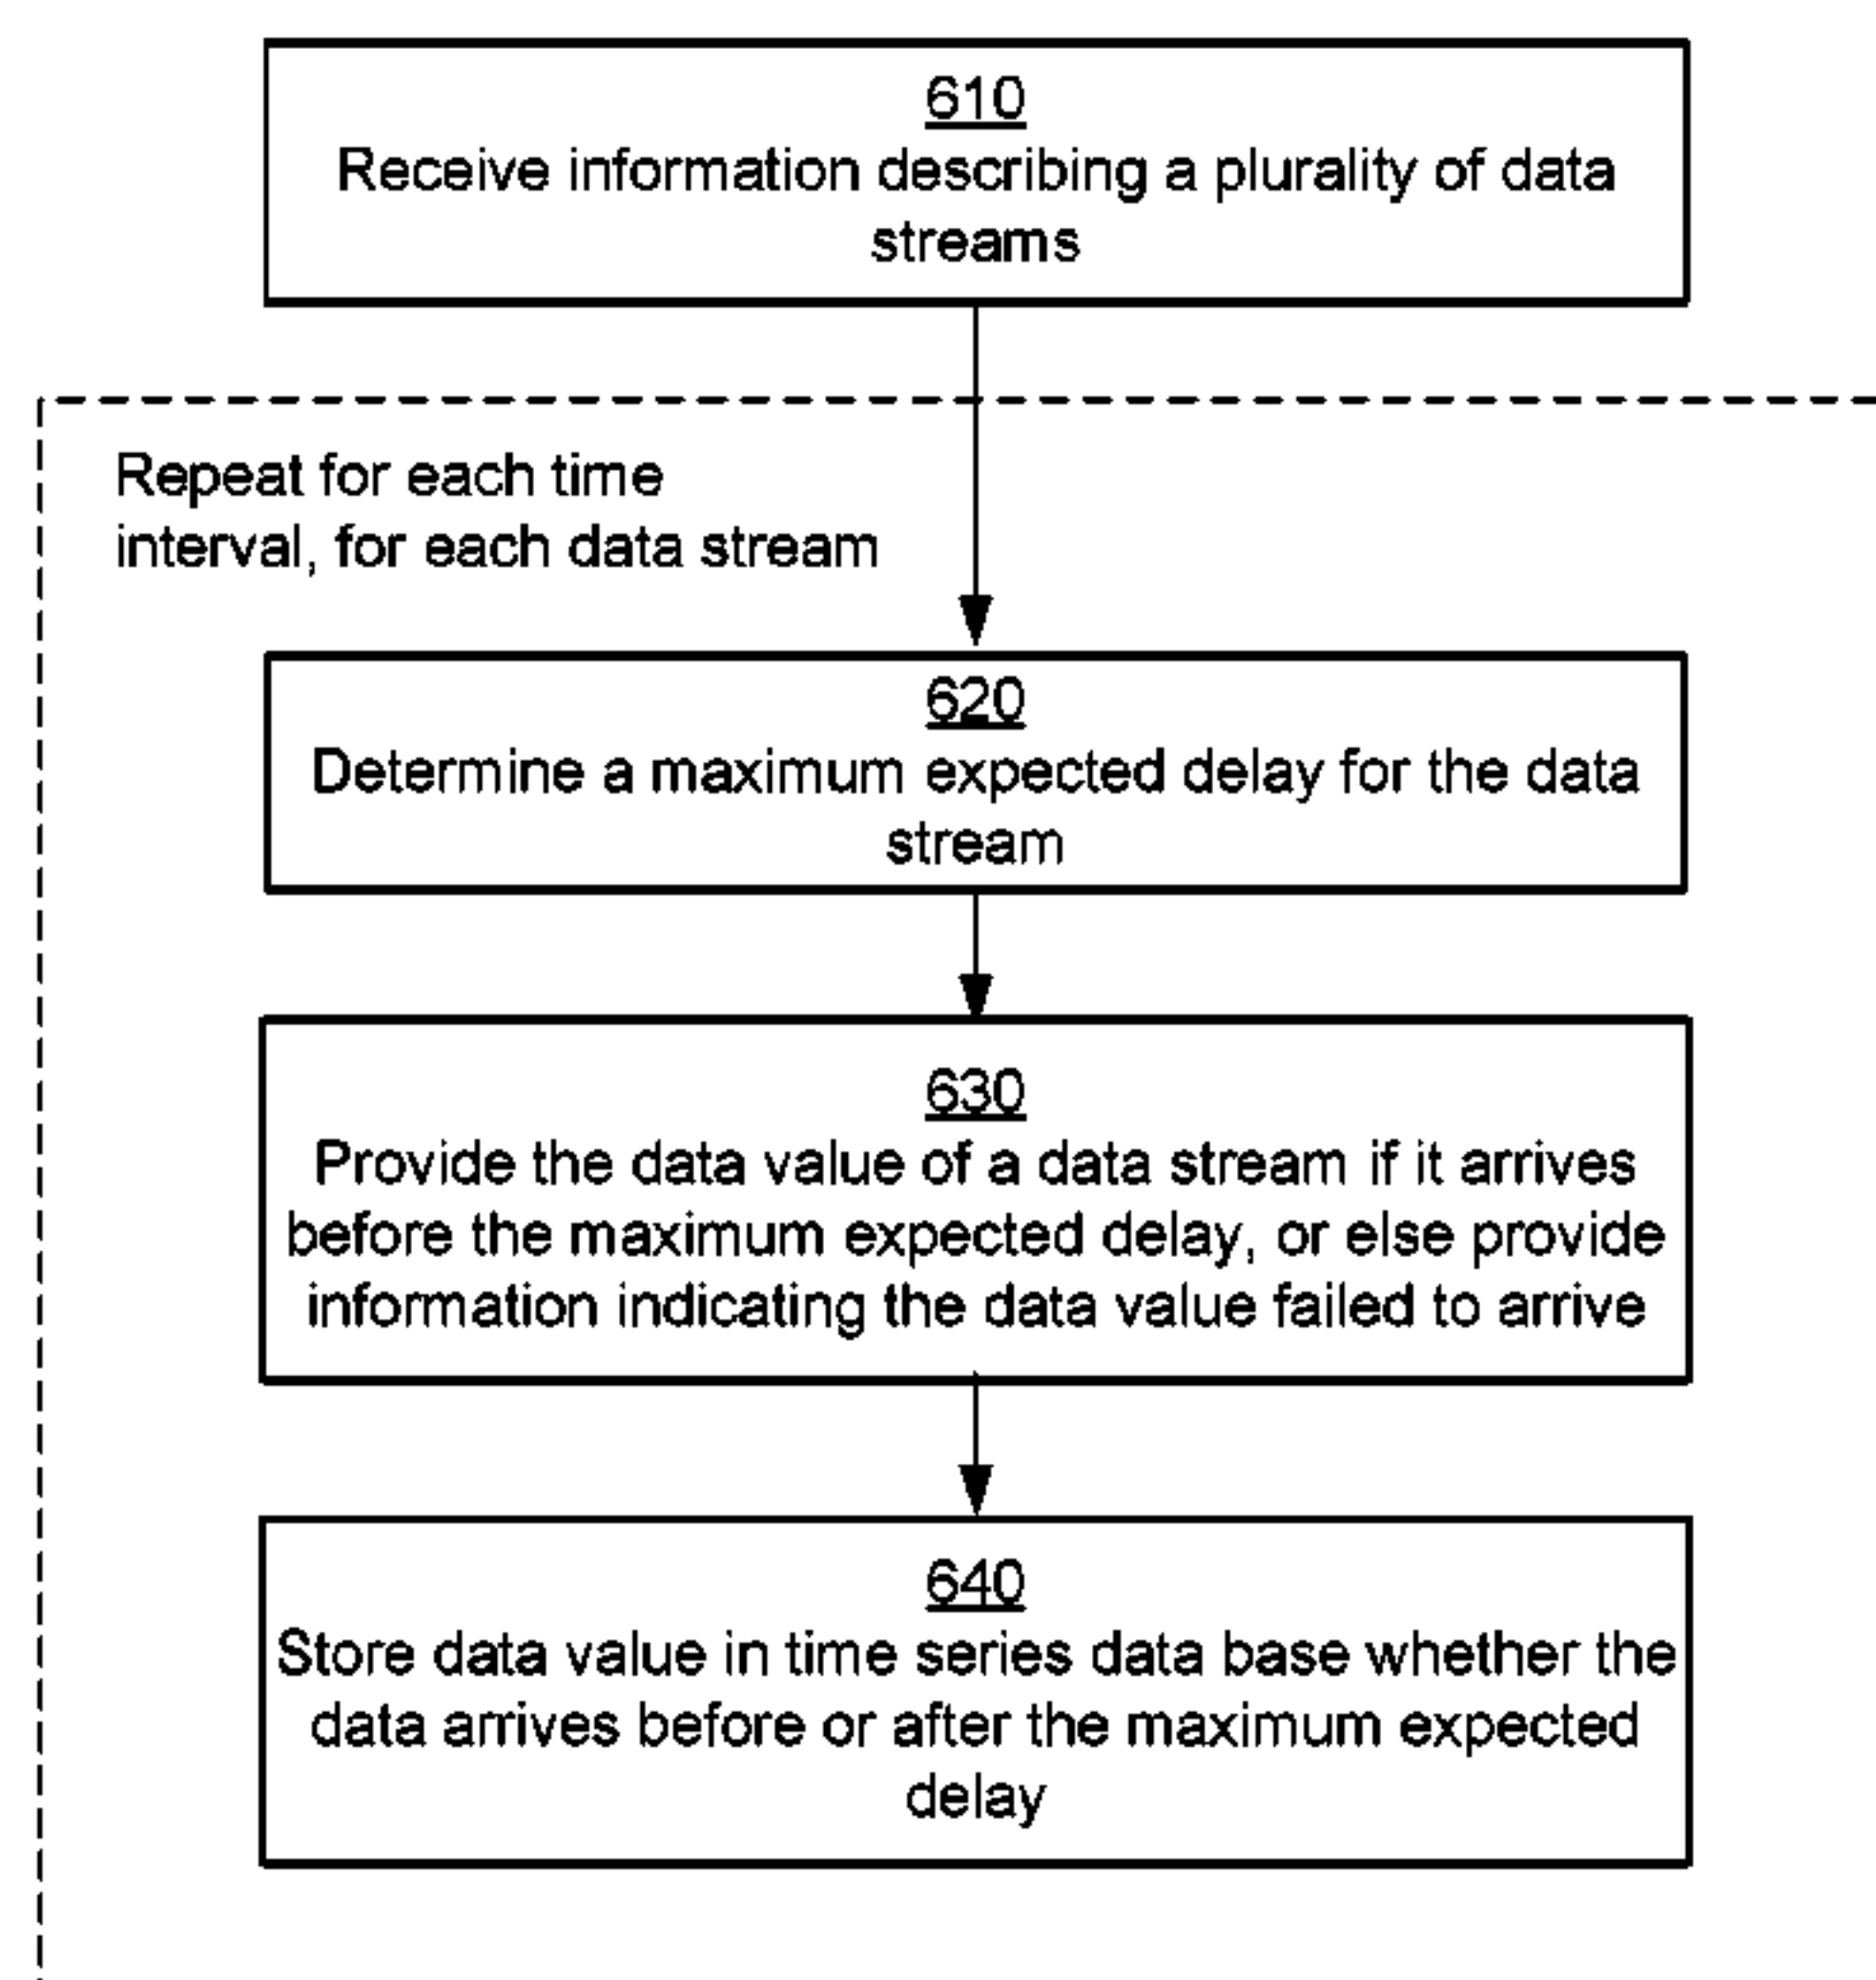 610
Receive information describing a plurality of data
streams
Repeat for each time
interval, for each data stream
620
Determine a maximum expected delay for the data
stream
630
Provide the data value of a data stream if it arrives
before the maximum expected delay, or else provide
information indicating the data value failed to arrive
640
Store data value in time series data base whether the
data arrives before or after the maximum expected
delay